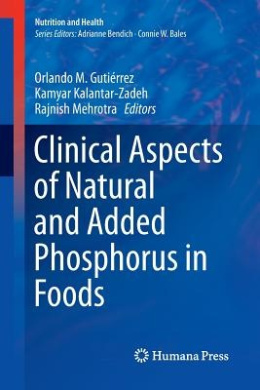 Nutrition and Health
Series Editors: Adrianne Bendich · Connie W. Bales
Orlando M. Gutiérrez
Kamyar Kalantar-Zadeh
Rajnish Mehrotra Editors
Clinical Aspects
of Natural
and Added
Phosphorus in
Foods
Humana Press